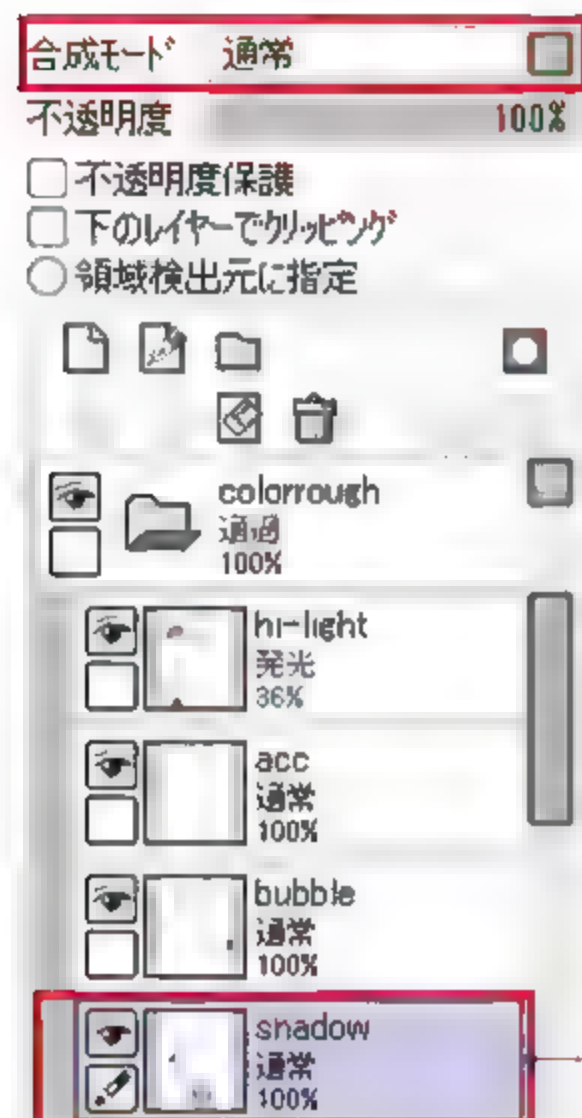 合成モード 通常
不透明度 100%
不透明度保護
下のレイヤーでクリッピング
領域検出元に指定
colorrough
通過
100%
hi-light
発光
36%
acc
通常
100%
bubble
通常
100%
shadow
通常
100%